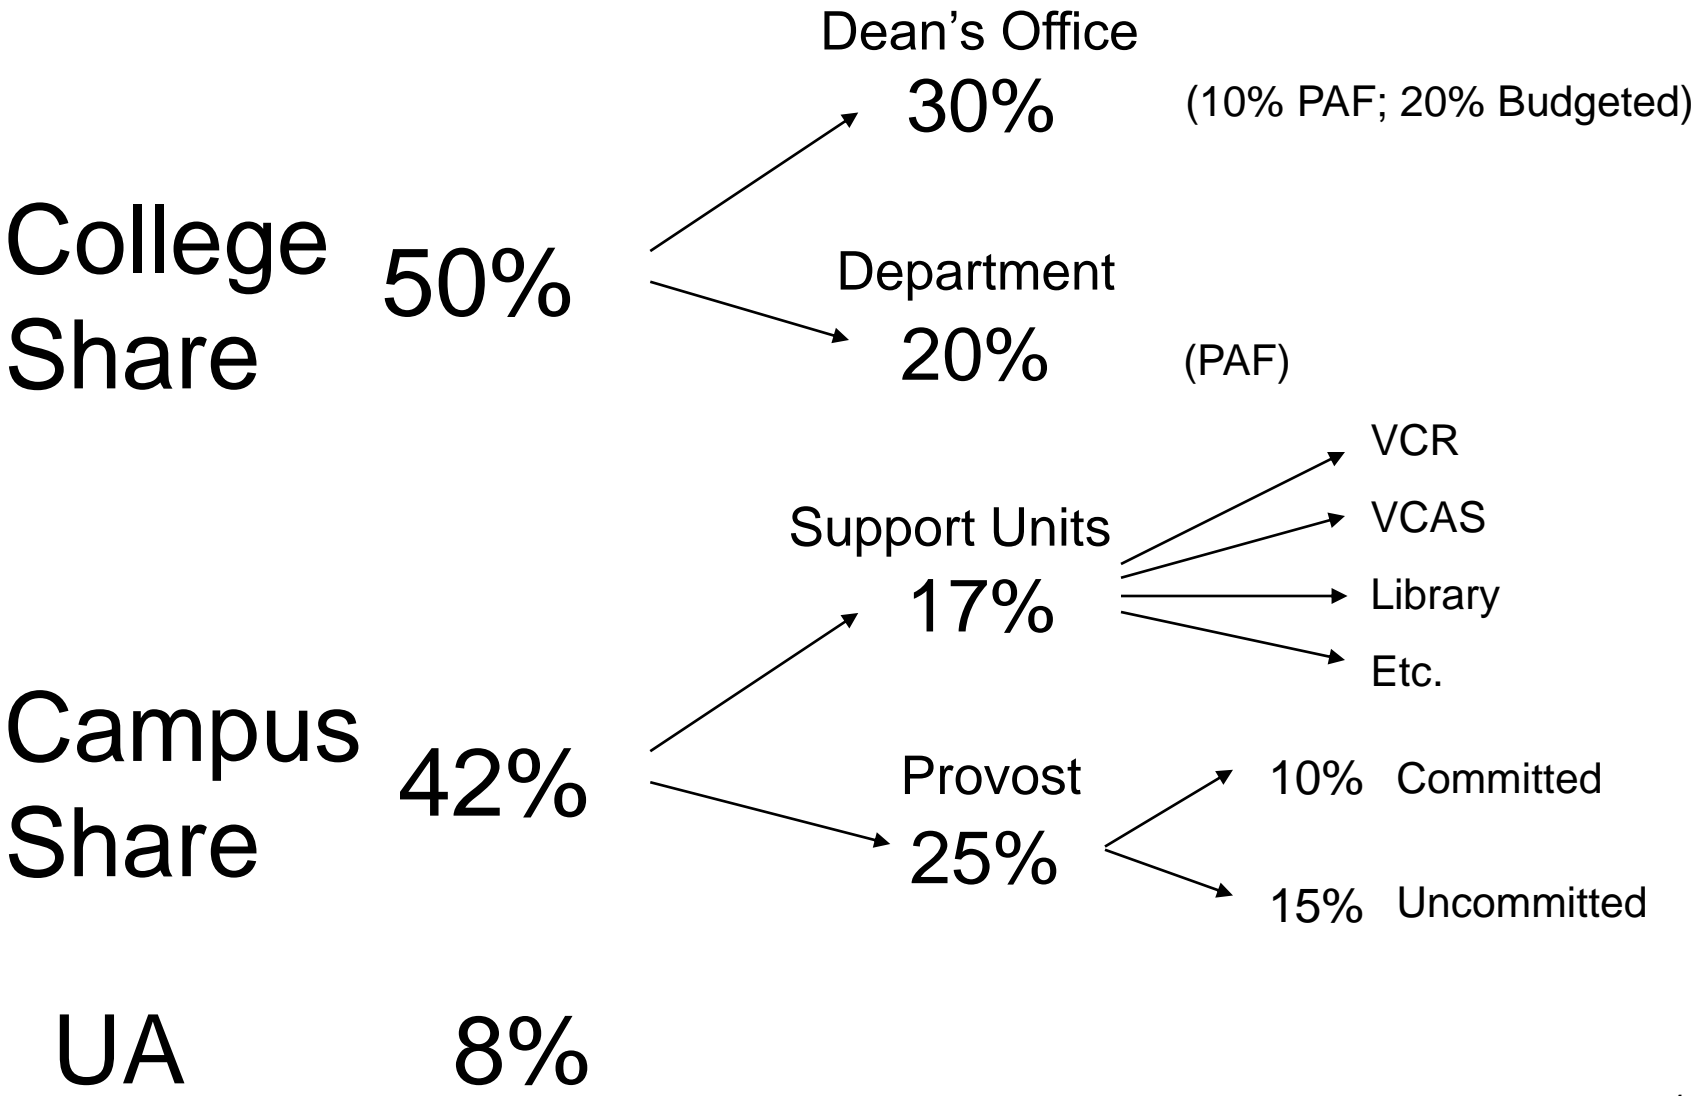 Dean’s Office
30% (10% PAF; 20% Budgeted)
College
Share
50%
Department
20% (PAF)
VCR
VCAS
Library
Etc.
Support Units
17%
Campus
Share
42%
Provost
25%
10% Committed
15% Uncommitted
UA 8%